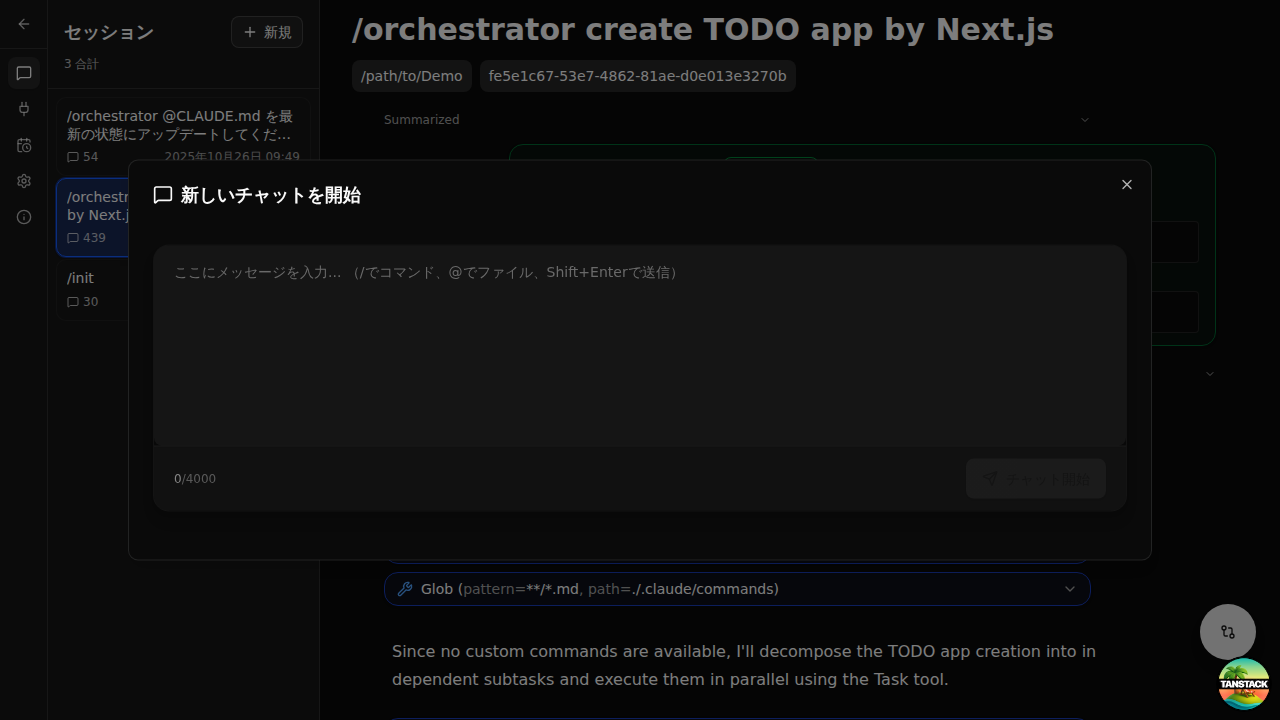 セッション
新規
3 合計
/orchestrator @CLAUDE.md を最
新の状態にアップデートしてくだ…
54
2025年10月26日 09:49
/orchestr
by Next.j
439
/init
30
/orchestrator create TODO app by Next.js
/path/to/Demo
fe5e1c67-53e7-4862-81ae-d0e013e3270b
Summarized
新しいチャットを開始
ここにメッセージを入力... （/でコマンド、@でファイル、Shift+Enterで送信）
0/4000
チャット開始
Glob (pattern=**/*.md, path=./.claude/commands)
Since no custom commands are available, I'll decompose the TODO app creation into in
dependent subtasks and execute them in parallel using the Task tool.
TANSTACK